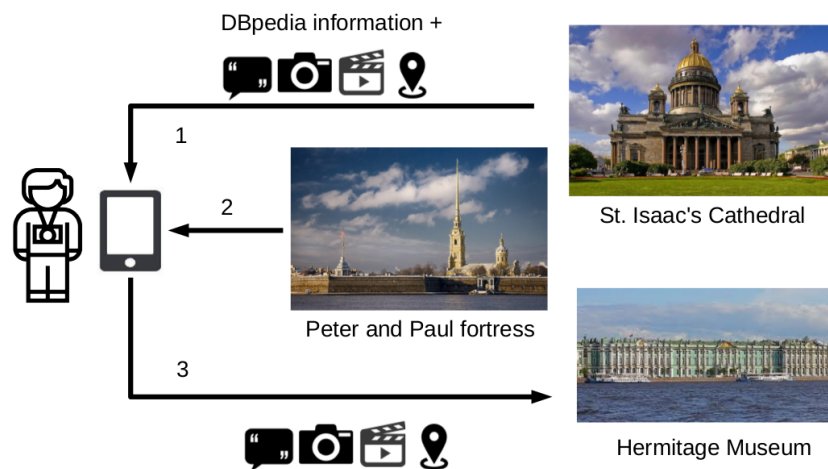 DBpedia information +
1
St. Isaac's Cathedral
2
Peter and Paul fortress
3
Hermitage Museum